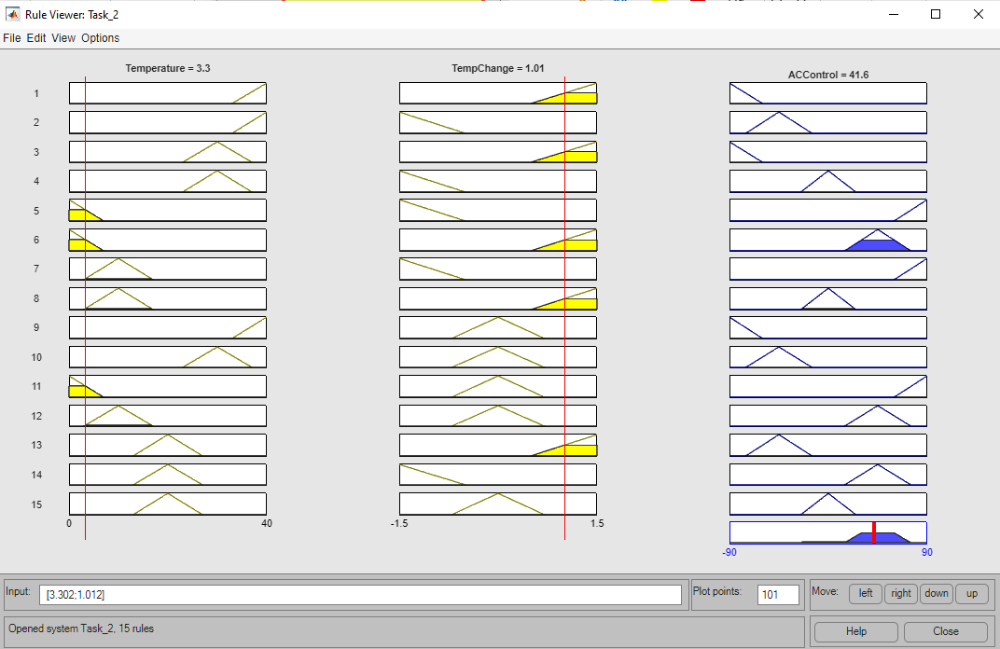 Rule Viewer: Task_2
File Edit View Options
Temperature = 3.3
TempChange = 1.01
ACControl = 41.6
1
2
3
4
5
6
7
8
9
10
11
12
13
14
15
0 40
-1.5 1.5
-90 90
Input: [3.302;1.012]
Plot points: 101
Move: left right down up
Opened system Task_2, 15 rules
Help Close